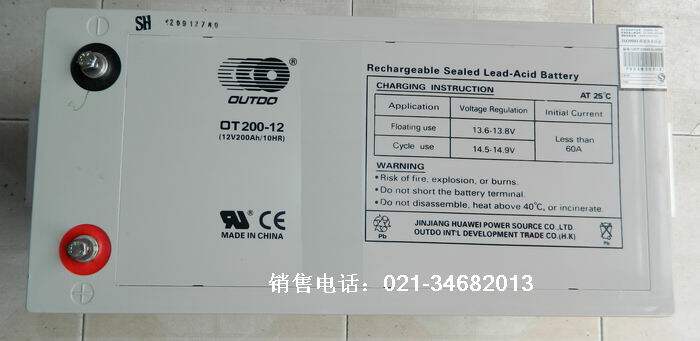 SH
®
OUTDO
OT200-12
(12V200Ah/10HR)
MADE IN CHINA
Rechargeable Sealed Lead-Acid Battery
CHARGING INSTRUCTION AT 25°C
Application Voltage Regulation Initial Current
Floating use 13.6-13.8V Less than
Cycle use 14.5-14.9V 60A
WARNING
• Risk of fire, explosion, or burns.
• Do not short the battery terminal.
• Do not disassemble, heat above 40°C, or incinerate.
Pb JINJIANG HUAWEI POWER SOURCE CO.,LTD. Pb
OUTDO INT'L DEVELOPMENT TRADE CO.(H.K)
销售电话：021-34682013